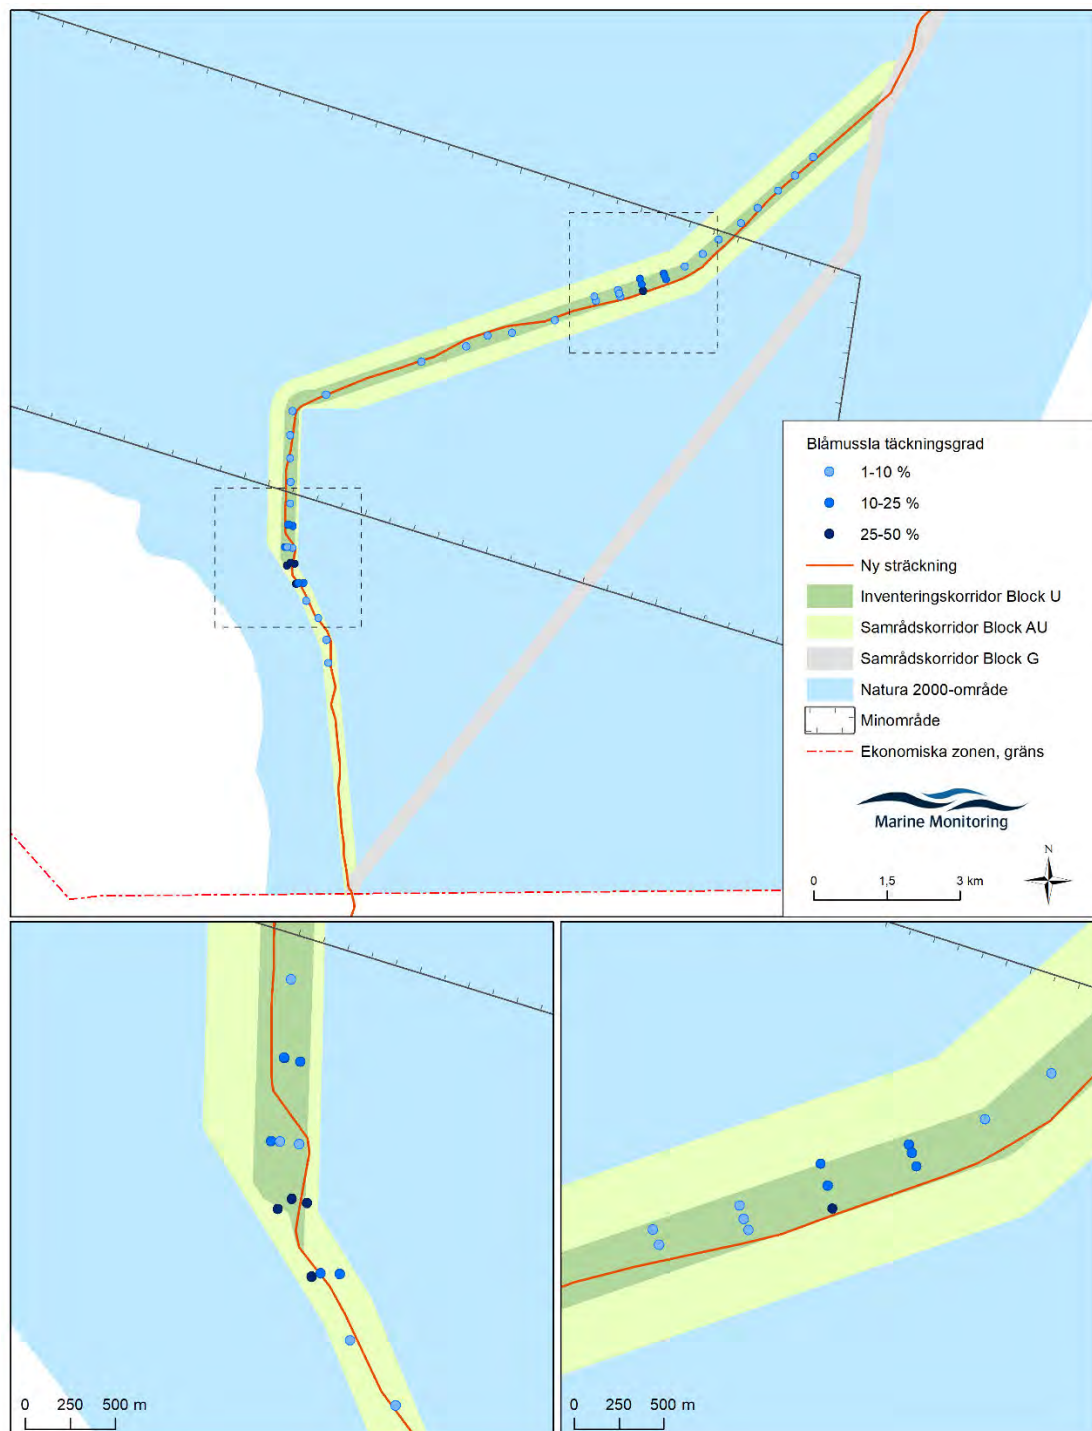 Blåmussla täckningsgrad
1-10 %
10-25 %
25-50 %
Ny sträckning
Inventeringskorridor Block U
Samrådskorridor Block AU
Samrådskorridor Block G
Natura 2000-område
Minområde
Ekonomiska zonen, gräns
Marine Monitoring
N
0 1,5 3 km
0 250 500 m
0 250 500 m